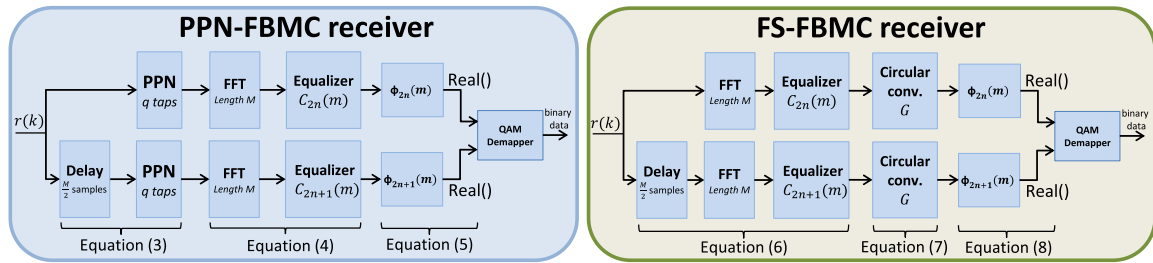 PPN-FBMC receiver
r(k)
PPN
q taps
FFT
Length M
Equalizer
C₂ₙ(m)
ϕ₂ₙ(m)
Real()
Delay
M/2 samples
PPN
q taps
FFT
Length M
Equalizer
C₂ₙ₊₁(m)
ϕ₂ₙ₊₁(m)
Real()
QAM
Demapper
binary
data
Equation (3)
Equation (4)
Equation (5)
FS-FBMC receiver
r(k)
FFT
Length M
Equalizer
C₂ₙ(m)
Circular
conv.
G
ϕ₂ₙ(m)
Real()
Delay
M/2 samples
FFT
Length M
Equalizer
C₂ₙ₊₁(m)
Circular
conv.
G
ϕ₂ₙ₊₁(m)
Real()
QAM
Demapper
binary
data
Equation (6)
Equation (7)
Equation (8)